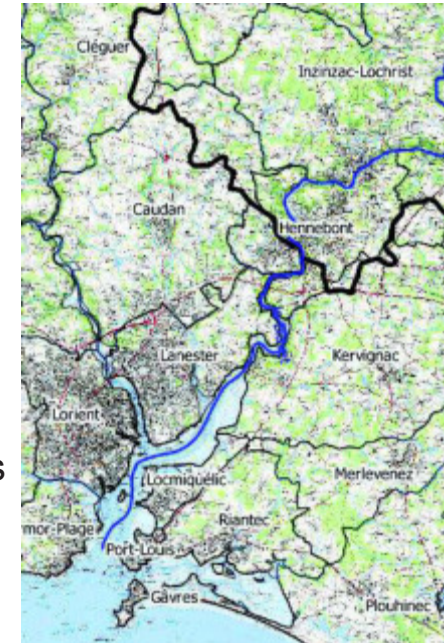 Cléguer
Inzinzac-Lochrist
Caudan
Hennebont
Lanester
Kervignac
Lorient
s
Merlevenez
Locmiquélic
Riantec
mor-Plage
Port-Louis
Gâvres
Plouhinec